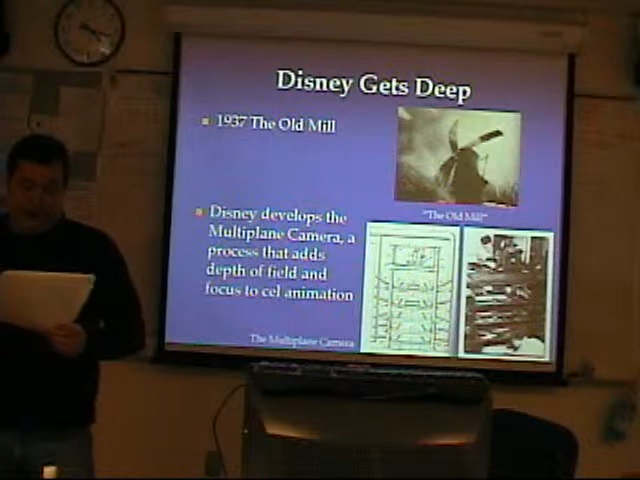 Disney Gets Deep
1937 The Old Mill
"The Old Mill"
Disney develops the
Multiplane Camera, a
process that adds
depth of field and
focus to cel animation
The Multiplane Camera